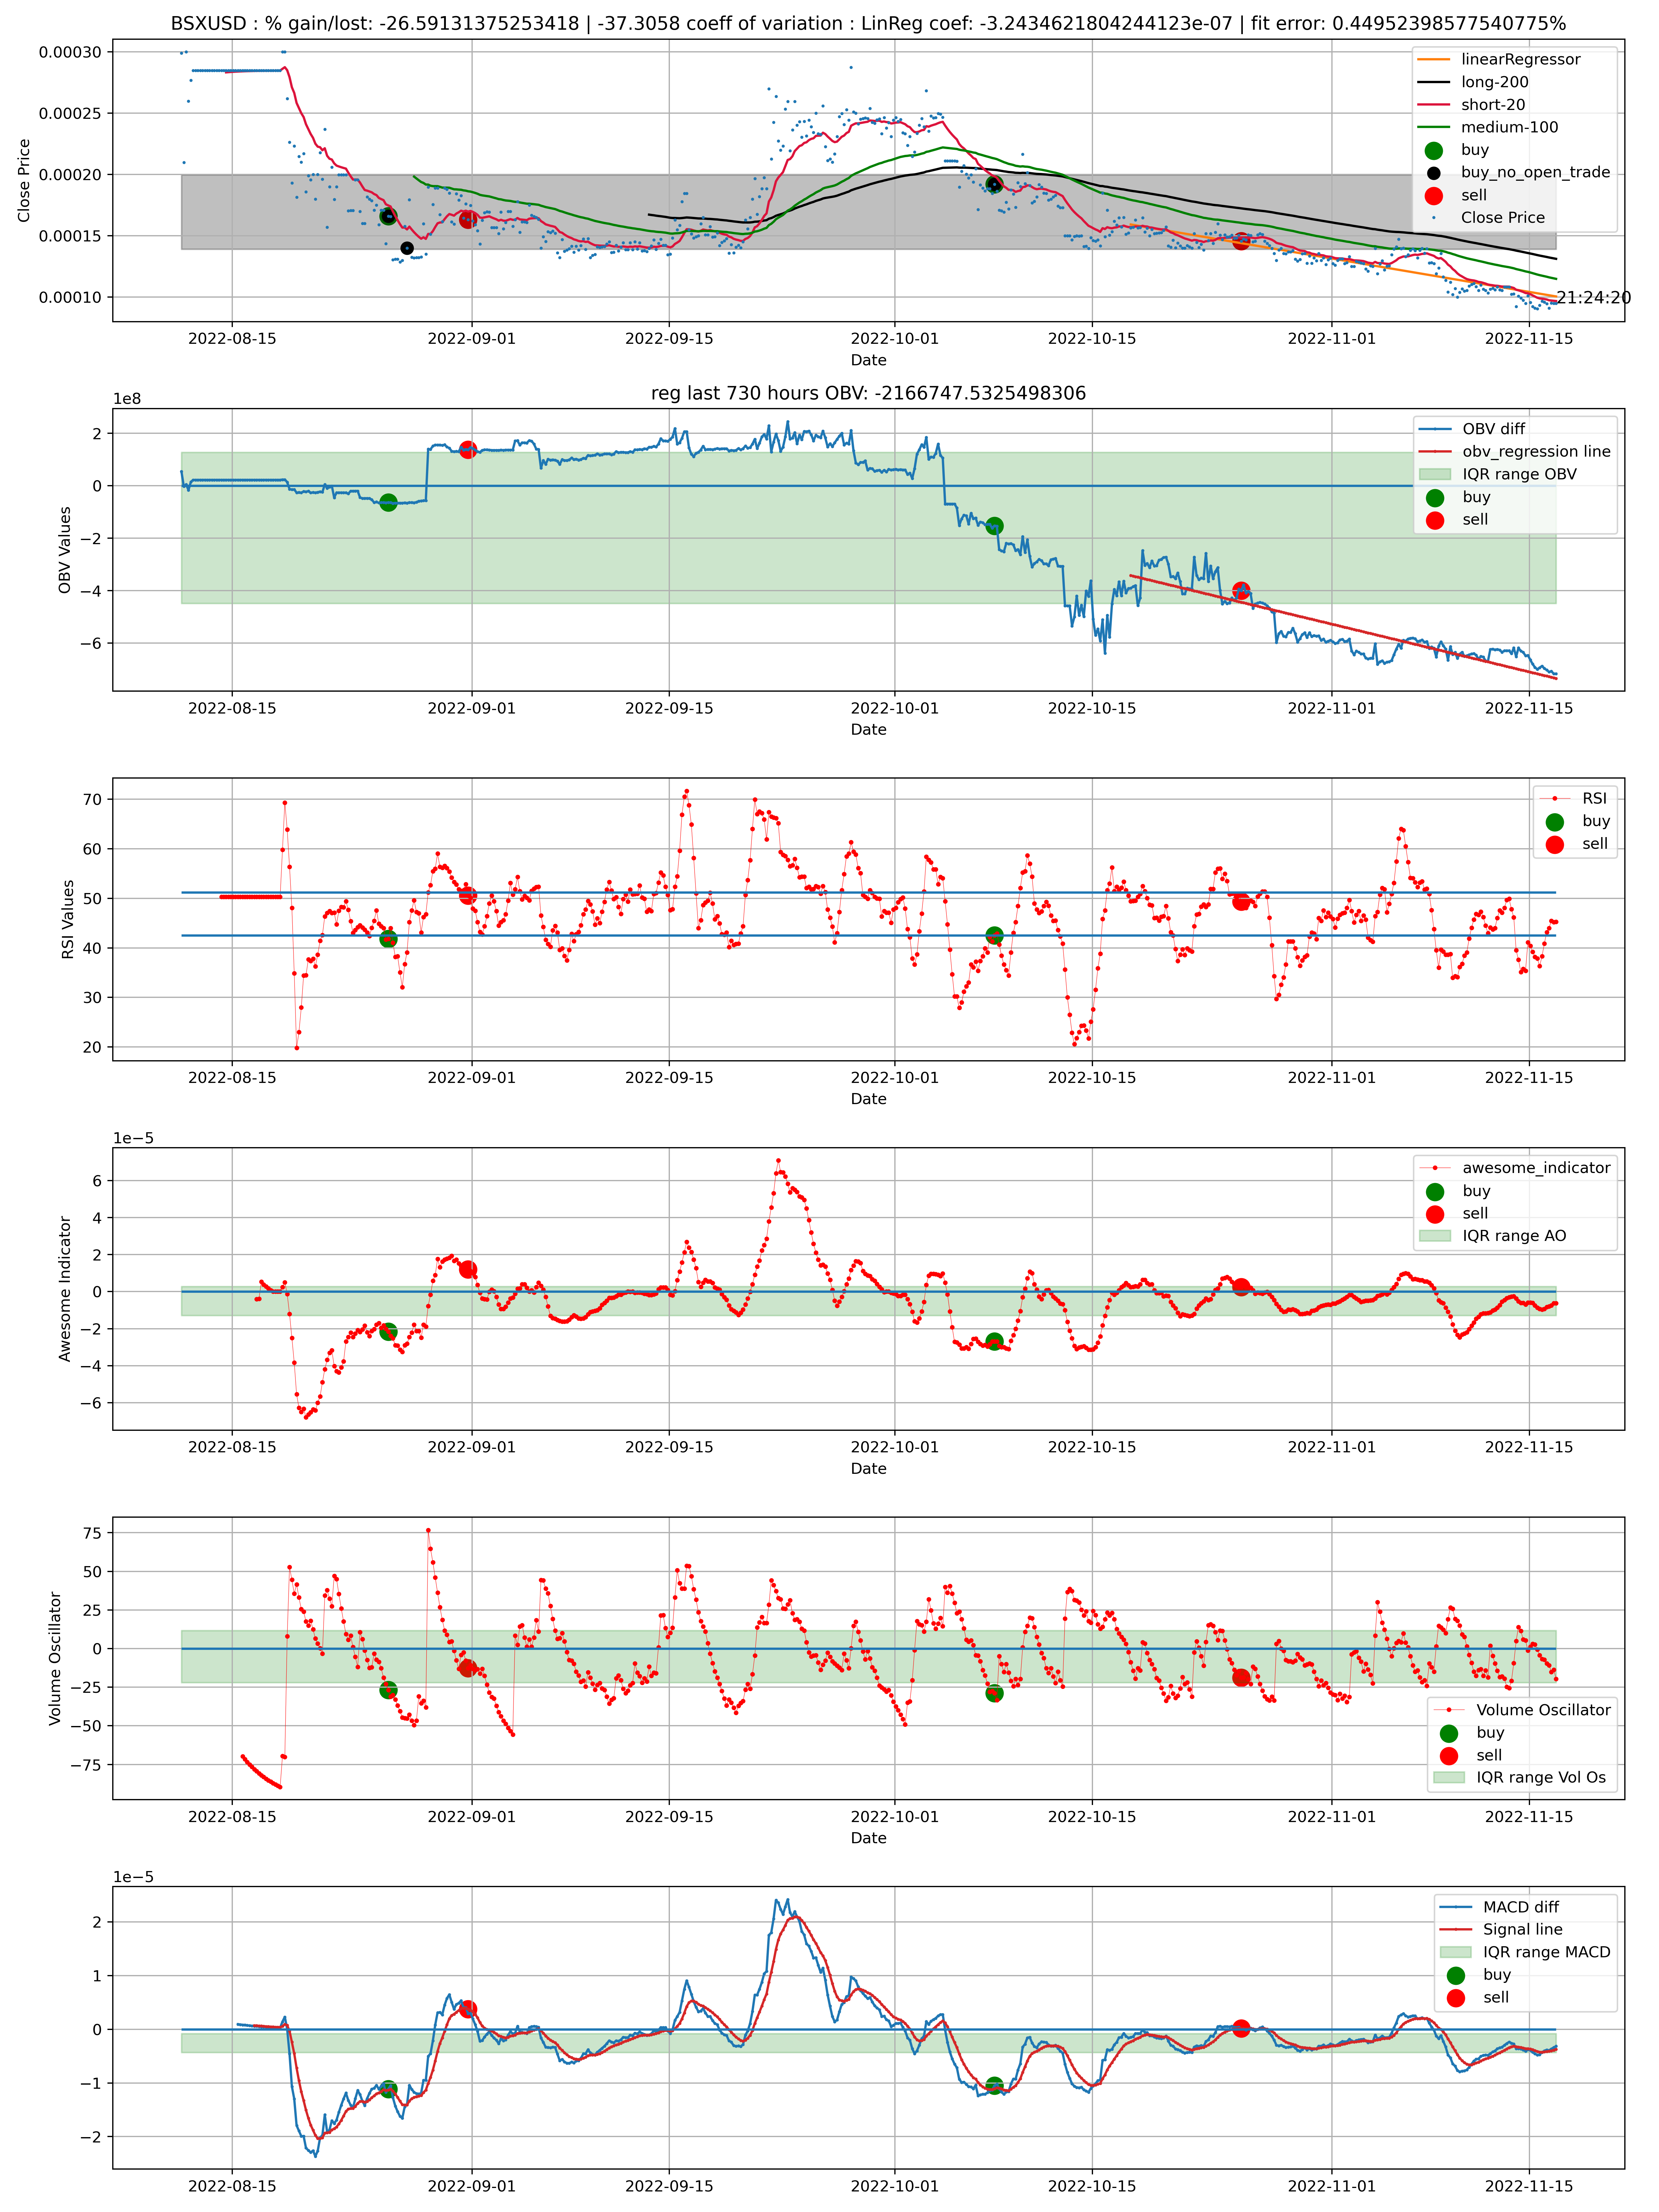 BSXUSD : % gain/lost: -26.59131375253418 | -37.3058 coeff of variation : LinReg coef: -3.2434621804244123e-07 | fit error: 0.44952398577540775%
0.00030
0.00025
0.00020
0.00015
0.00010
Close Price
linearRegressor
long-200
short-20
medium-100
buy
buy_no_open_trade
sell
Close Price
21:24:20
2022-08-15 2022-09-01 2022-09-15 2022-10-01 2022-10-15 2022-11-01 2022-11-15
Date
reg last 730 hours OBV: -2166747.5325498306
1e8
2
0
−2
−4
−6
OBV Values
OBV diff
obv_regression line
IQR range OBV
buy
sell
2022-08-15 2022-09-01 2022-09-15 2022-10-01 2022-10-15 2022-11-01 2022-11-15
Date
70
60
50
40
30
20
RSI Values
RSI
buy
sell
2022-08-15 2022-09-01 2022-09-15 2022-10-01 2022-10-15 2022-11-01 2022-11-15
Date
1e−5
6
4
2
0
−2
−4
−6
Awesome Indicator
awesome_indicator
buy
sell
IQR range AO
2022-08-15 2022-09-01 2022-09-15 2022-10-01 2022-10-15 2022-11-01 2022-11-15
Date
75
50
25
0
−25
−50
−75
Volume Oscillator
Volume Oscillator
buy
sell
IQR range Vol Os
2022-08-15 2022-09-01 2022-09-15 2022-10-01 2022-10-15 2022-11-01 2022-11-15
Date
1e−5
2
1
0
−1
−2
MACD diff
Signal line
IQR range MACD
buy
sell
2022-08-15 2022-09-01 2022-09-15 2022-10-01 2022-10-15 2022-11-01 2022-11-15